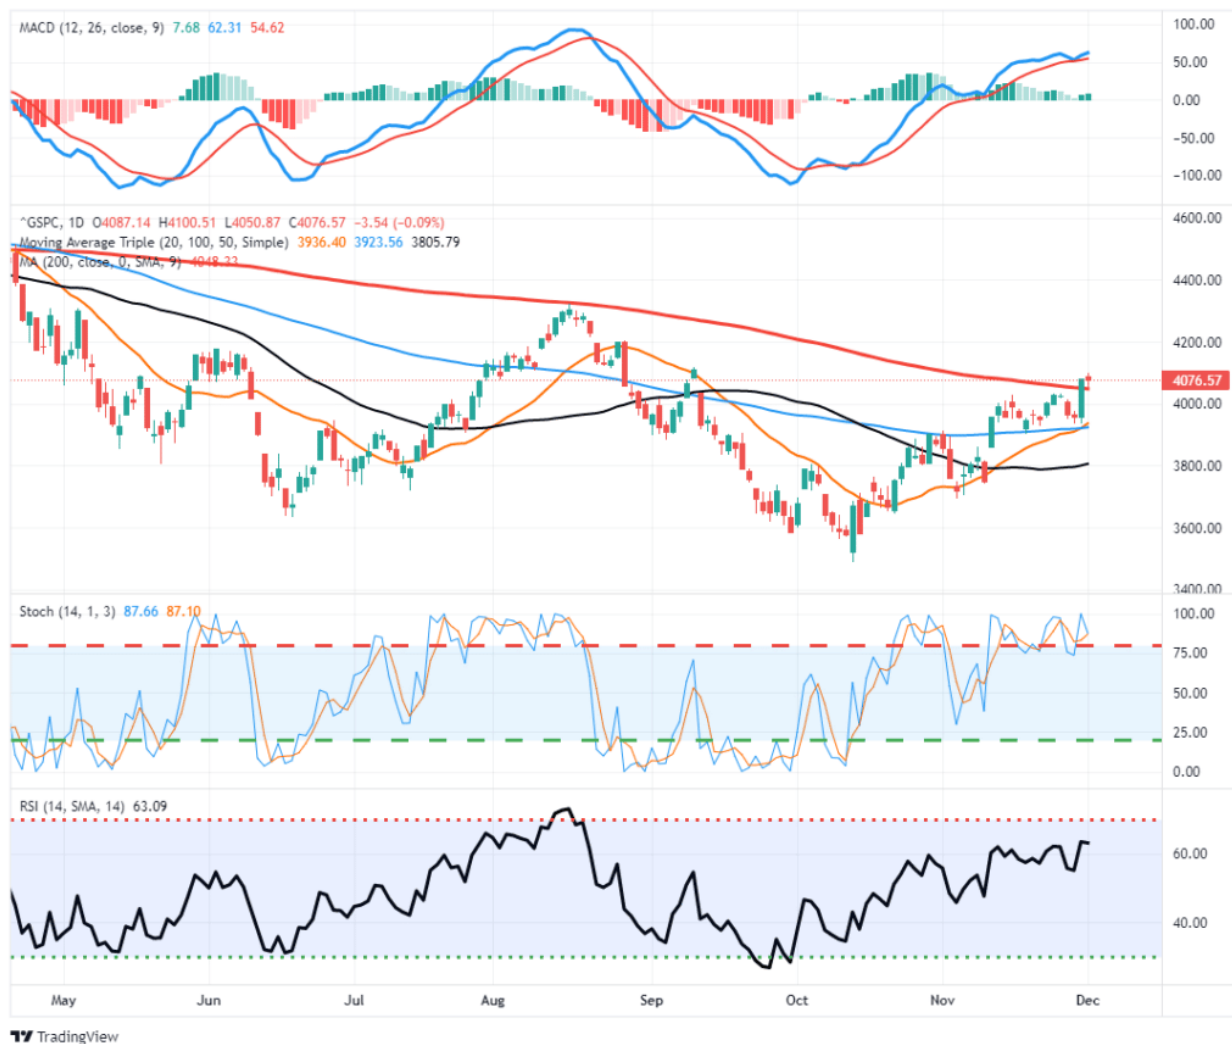 MACD (12, 26, close, 9) 7.68 62.31 54.62
100.00
50.00
0.00
−50.00
−100.00
^GSPC, 1D O4087.14 H4100.51 L4050.87 C4076.57 −3.54 (−0.09%)
Moving Average Triple (20, 100, 50, Simple) 3936.40 3923.56 3805.79
MA (200, close, 0, SMA, 9) 4048.33
4600.00
4400.00
4200.00
4076.57
4000.00
3800.00
3600.00
3400.00
Stoch (14, 1, 3) 87.66 87.10
100.00
75.00
50.00
25.00
0.00
RSI (14, SMA, 14) 63.09
60.00
40.00
May Jun Jul Aug Sep Oct Nov Dec
TradingView